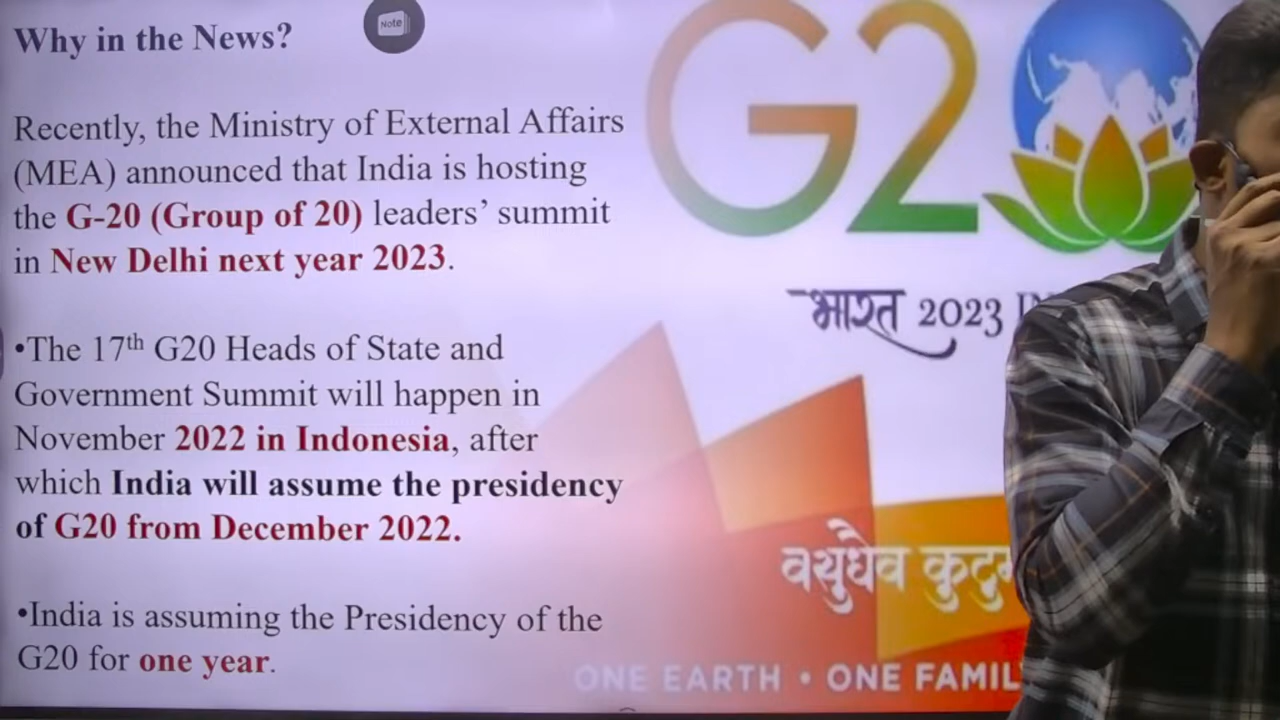 Why in the News?
Note
Recently, the Ministry of External Affairs
(MEA) announced that India is hosting
the G-20 (Group of 20) leaders’ summit
in New Delhi next year 2023.
•The 17th G20 Heads of State and
Government Summit will happen in
November 2022 in Indonesia, after
which India will assume the presidency
of G20 from December 2022.
•India is assuming the Presidency of the
G20 for one year.
G20
भारत 2023
वसुधैव
ONE EARTH • ONE